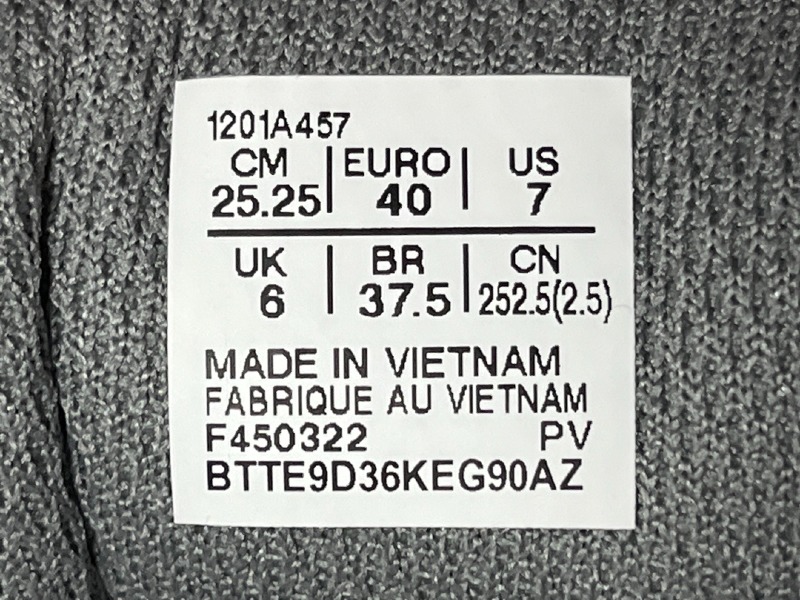 1201A457
CM | EURO | US
25.25 | 40 | 7
UK | BR | CN
6 | 37.5 | 252.5(2.5)
MADE IN VIETNAM
FABRIQUE AU VIETNAM
F450322 PV
BTTE9D36KEG90AZ